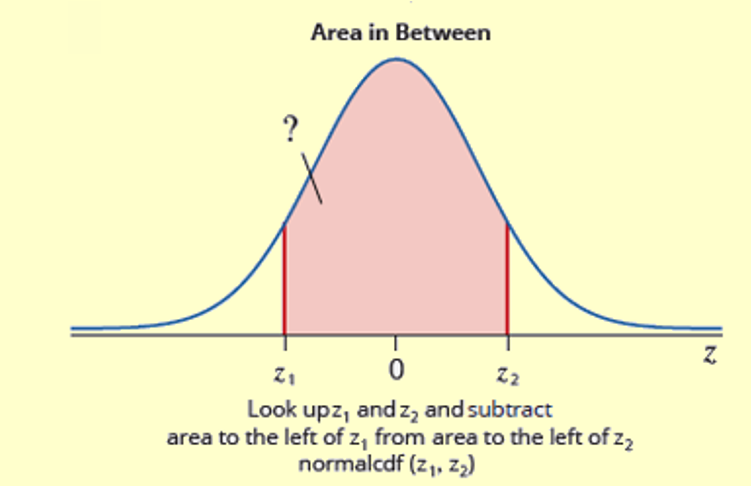 Area in Between
?
z₁ 0 z₂ z
Look up z₁ and z₂ and subtract
area to the left of z₁ from area to the left of z₂
normalcdf (z₁, z₂)